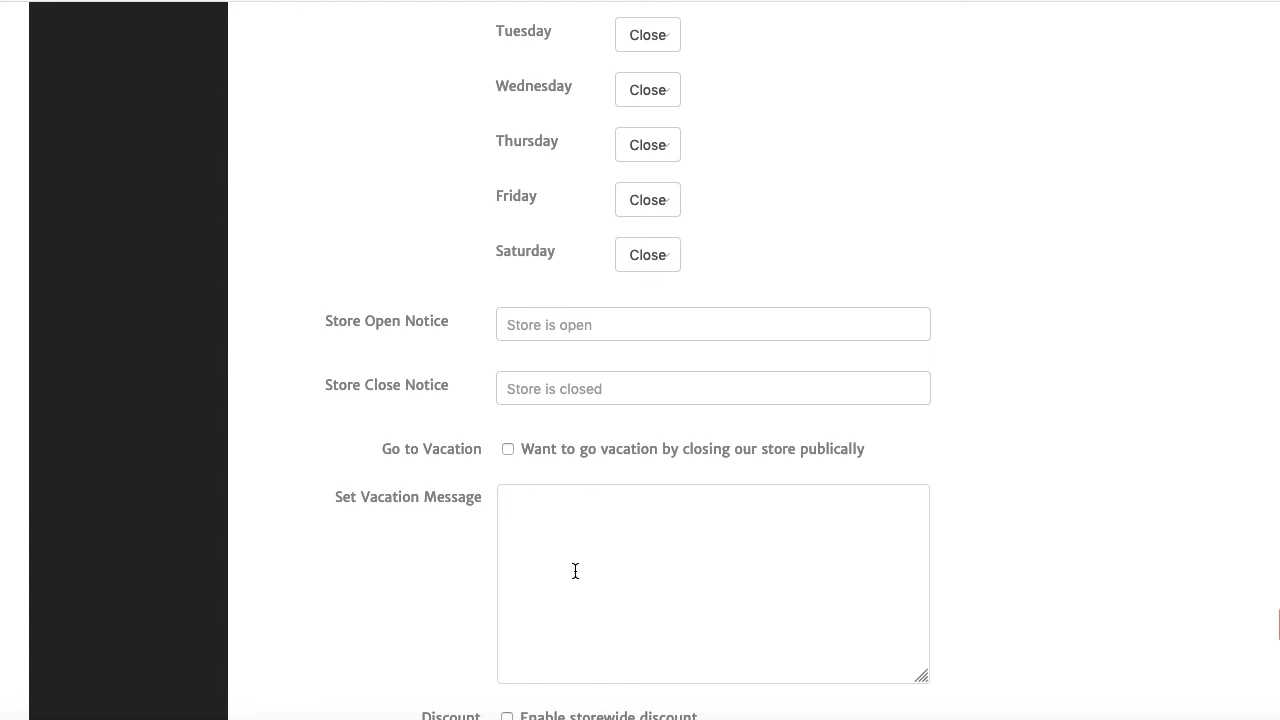 Tuesday Close
Wednesday Close
Thursday Close
Friday Close
Saturday Close
Store Open Notice Store is open
Store Close Notice Store is closed
Go to Vacation Want to go vacation by closing our store publically
Set Vacation Message
Discount Enable storewide discount